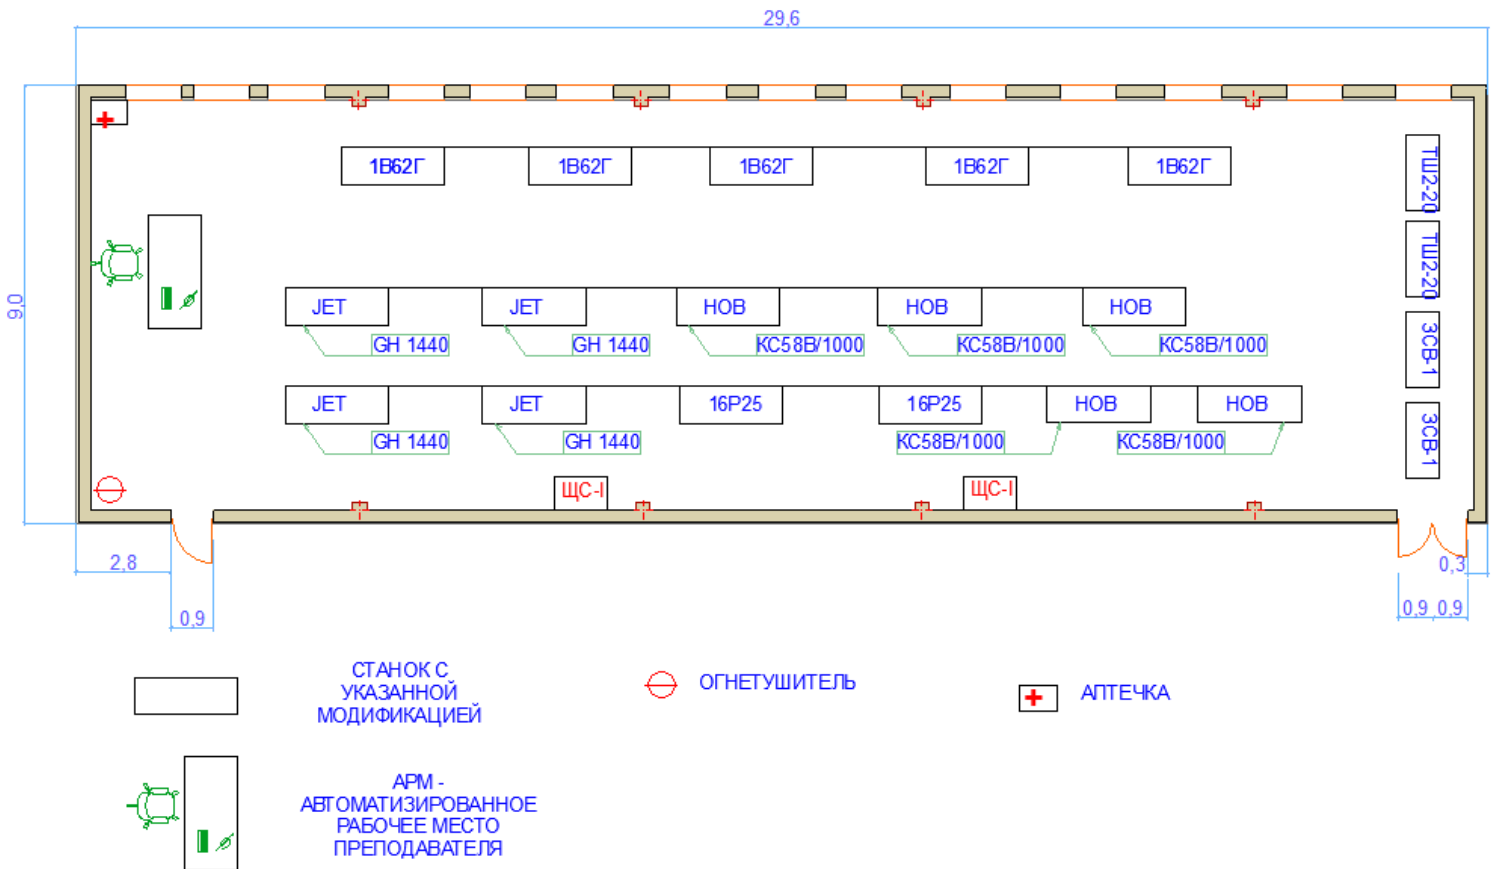 29,6
1В62Г 1В62Г 1В62Г 1В62Г 1В62Г
ТШ2-20
ТШ2-20
9,0
JET JET НОВ НОВ НОВ
GH 1440 GH 1440 КС58В/1000 КС58В/1000 КС58В/1000
ЗСВ-1
JET JET 16Р25 16Р25 НОВ НОВ
GH 1440 GH 1440 КС58В/1000 КС58В/1000
ЗСВ-1
ЩС-I ЩС-I
2,8 0,3
0,9 0,9 0,9
СТАНОК С
УКАЗАННОЙ
МОДИФИКАЦИЕЙ
ОГНЕТУШИТЕЛЬ
АПТЕЧКА
АРМ -
АВТОМАТИЗИРОВАННОЕ
РАБОЧЕЕ МЕСТО
ПРЕПОДАВАТЕЛЯ